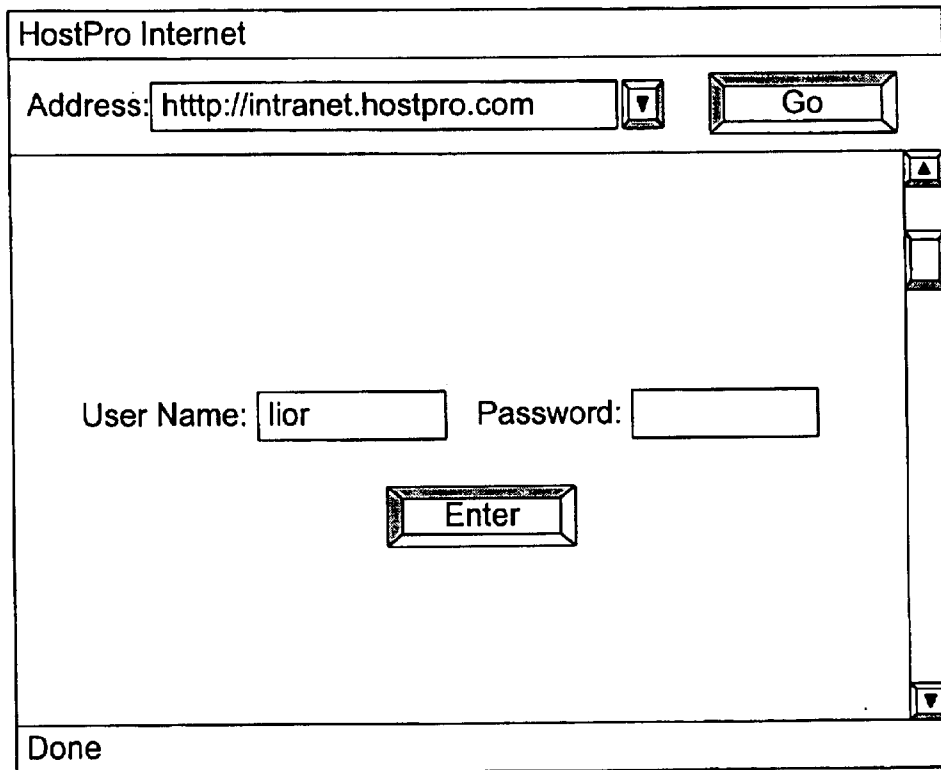 HostPro Internet
Address: htttp://intranet.hostpro.com Go
User Name: lior Password:
Enter
Done